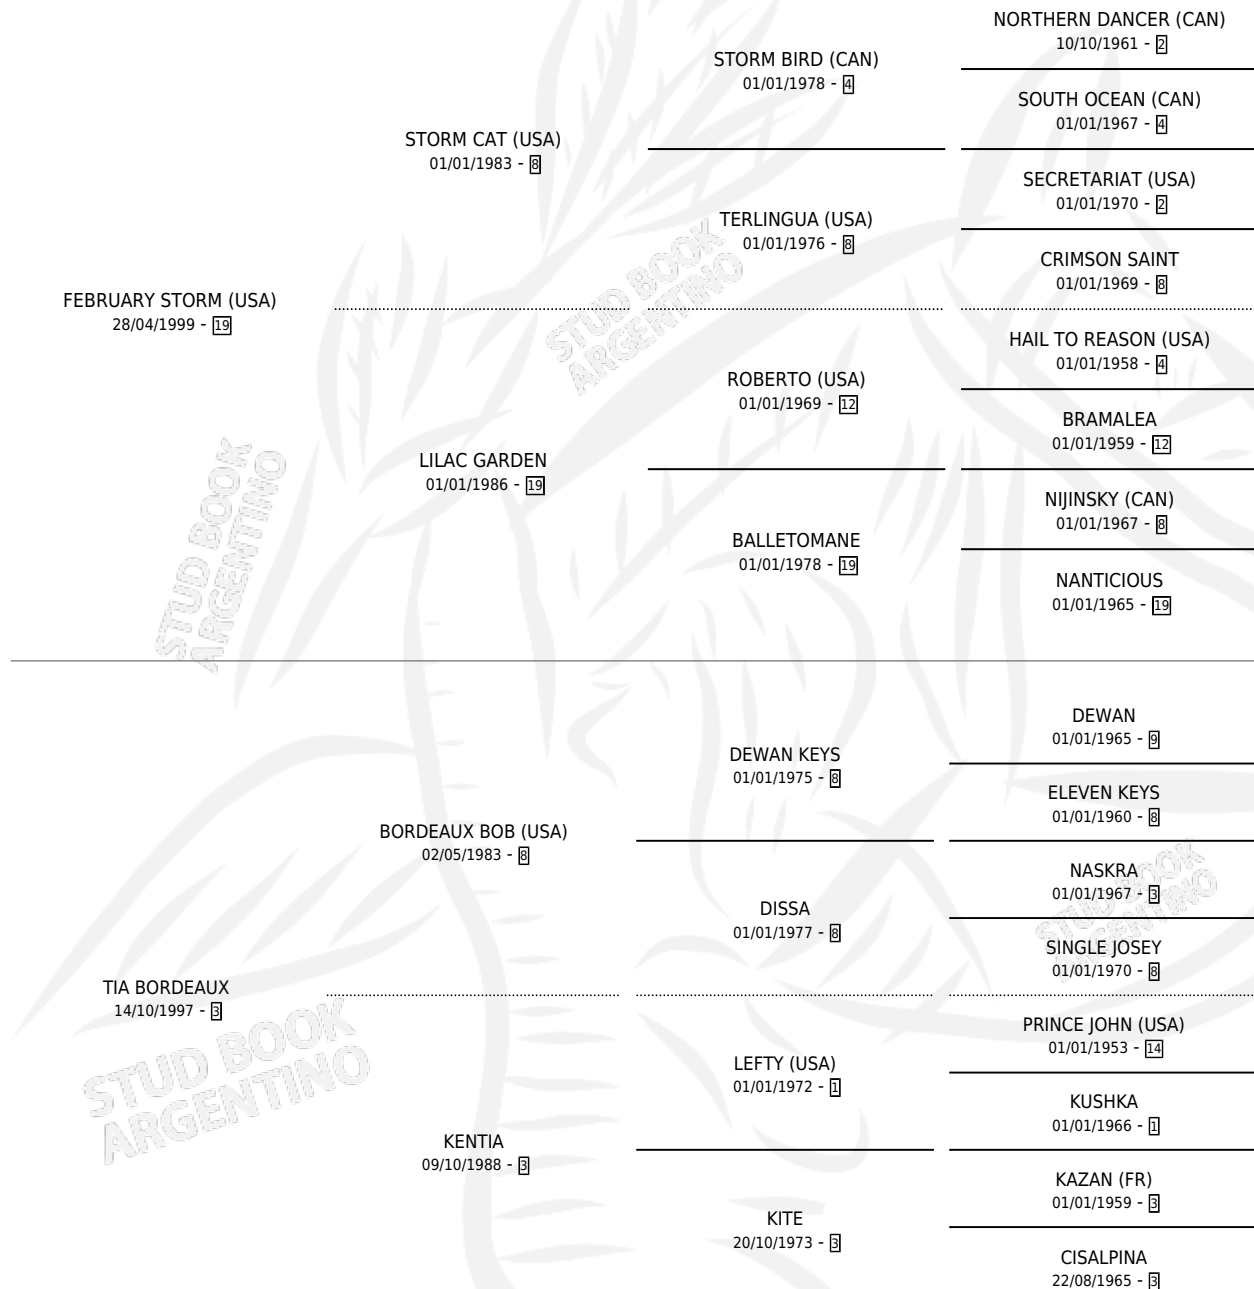 NORTHERN DANCER (CAN)
10/10/1961 - 2
STORM BIRD (CAN)
01/01/1978 - 4
SOUTH OCEAN (CAN)
01/01/1967 - 4
STORM CAT (USA)
01/01/1983 - 8
SECRETARIAT (USA)
01/01/1970 - 2
TERLINGUA (USA)
01/01/1976 - 8
CRIMSON SAINT
01/01/1969 - 8
FEBRUARY STORM (USA)
28/04/1999 - 19
HAIL TO REASON (USA)
01/01/1958 - 4
ROBERTO (USA)
01/01/1969 - 12
BRAMALEA
01/01/1959 - 12
LILAC GARDEN
01/01/1986 - 19
NIJINSKY (CAN)
01/01/1967 - 8
BALLETOMANE
01/01/1978 - 19
NANTICIOUS
01/01/1965 - 19
DEWAN
01/01/1965 - 9
DEWAN KEYS
01/01/1975 - 8
ELEVEN KEYS
01/01/1960 - 8
BORDEAUX BOB (USA)
02/05/1983 - 8
NASKRA
01/01/1967 - 3
DISSA
01/01/1977 - 8
SINGLE JOSEY
01/01/1970 - 8
TIA BORDEAUX
14/10/1997 - 3
PRINCE JOHN (USA)
01/01/1953 - 14
LEFTY (USA)
01/01/1972 - 1
KUSHKA
01/01/1966 - 1
KENTIA
09/10/1988 - 3
KAZAN (FR)
01/01/1959 - 3
KITE
20/10/1973 - 3
CISALPINA
22/08/1965 - 3
STUD BOOK
ARGENTINO
STUD BOOK
ARGENTINO
STUD BOOK
ARGENTINO
STUD BOOK
ARGENTINO